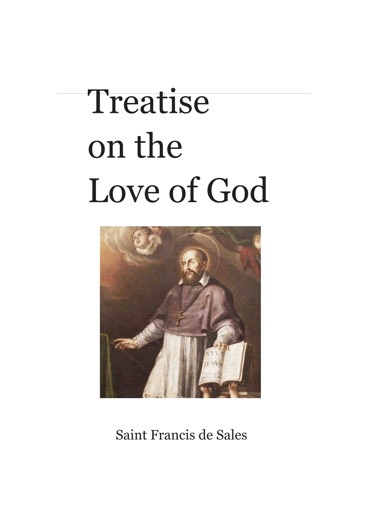 Treatise
on the
Love of God
Saint Francis de Sales